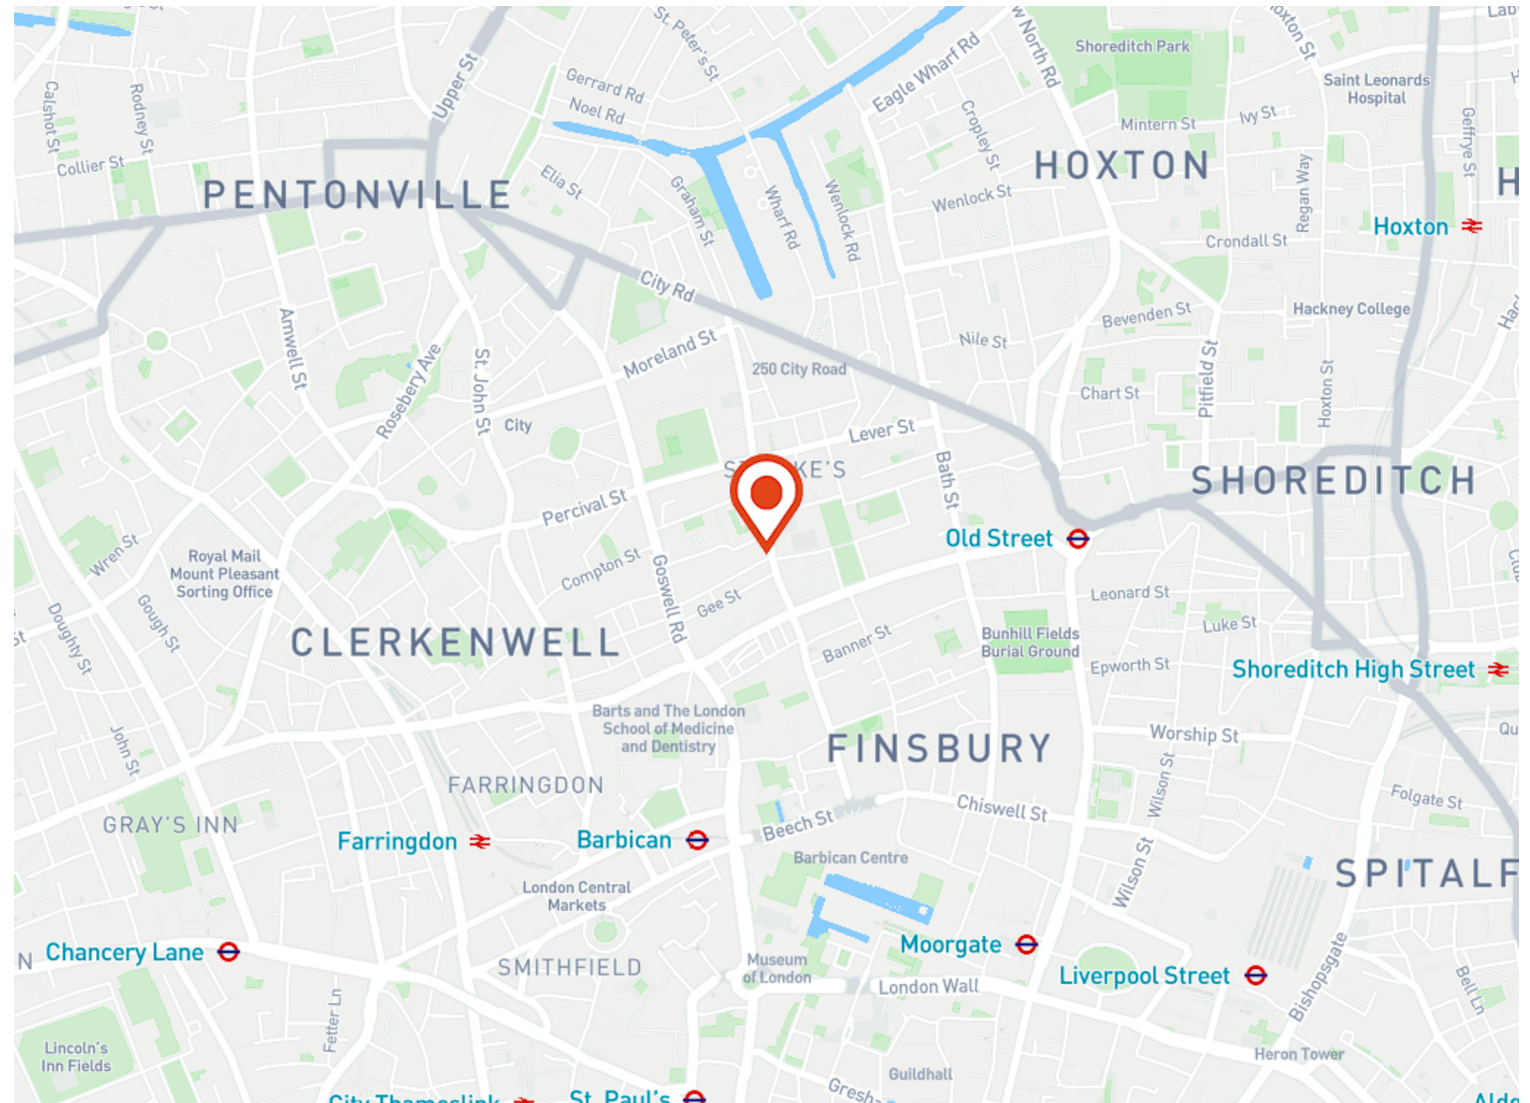 St. Peter's St
w North Rd
oxton St
Shoreditch Park
Upper St
Gerrard Rd
Eagle Wharf Rd
Saint Leonards
Hospital
Calshot St
Rodney St
Noel Rd
Cropley St
Mintern St
Ivy St
Geffrye St
Collier St
HOXTON
Elia St
PENTONVILLE
Graham St
Wharf Rd
Wenlock Rd
Wenlock St
Regan Way
H
Hoxton
Crondall St
City Rd
Amwell St
Bevenden St
Hackney College
Moreland St
Nile St
Rosebery Ave
St. John St
250 City Road
Chart St
Pitfield St
Hoxton St
City
Lever St
Bath St
SHOREDITCH
Percival St
Old Street
Wren St
Royal Mail
Mount Pleasant
Sorting Office
Compton St
Goswell Rd
Gee St
Leonard St
Doughty St
Gough St
Luke St
CLERKENWELL
Banner St
Bunhill Fields
Burial Ground
Epworth St
Shoreditch High Street
Barts and The London
School of Medicine
and Dentistry
John St
FINSBURY
Worship St
Qu
FARRINGDON
Wilson St
Folgate St
GRAY'S INN
Chiswell St
Farringdon
Barbican
Beech St
Barbican Centre
Wilson St
SPITALF
London Central
Markets
N
Chancery Lane
Moorgate
SMITHFIELD
Museum
of London
London Wall
Liverpool Street
Bishopsgate
Bell Ln
Fetter Ln
Lincoln's
Inn Fields
Heron Tower
Guildhall
City Thameslink
St. Paul's
Gresh
Aldg